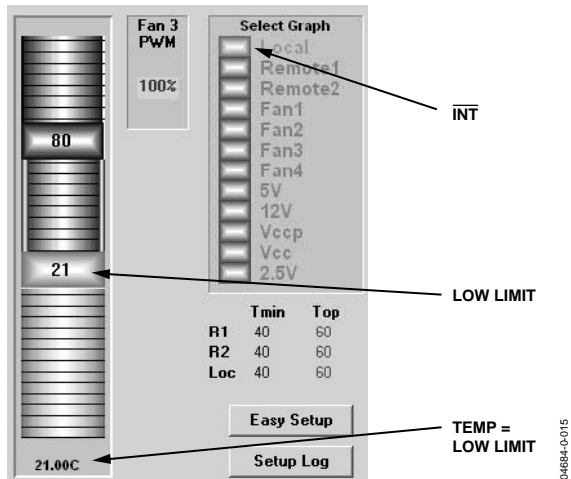 Fan 3
PWM
100%
80
21
21.00C
Select Graph
Local
Remote1
Remote2
Fan1
Fan2
Fan3
Fan4
5V
12V
Vccp
Vcc
2.5V
Tmin Top
R1 40 60
R2 40 60
Loc 40 60
Easy Setup
Setup Log
INT
LOW LIMIT
TEMP =
LOW LIMIT
04684-0-015